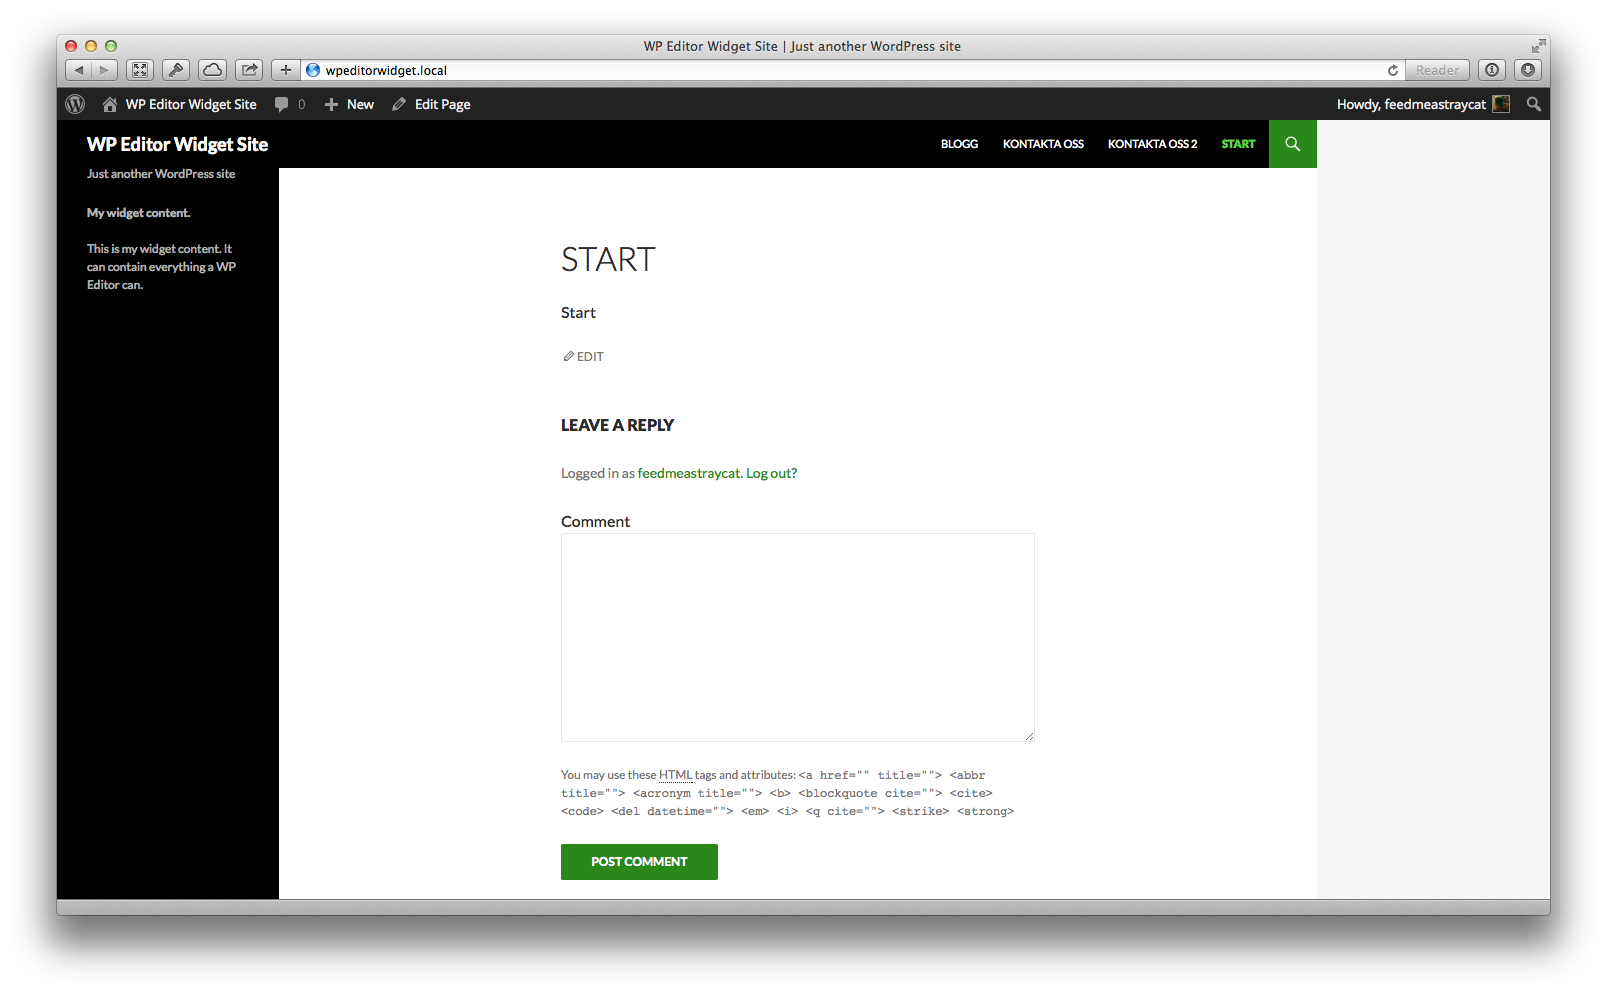 WP Editor Widget Site | Just another WordPress site
wpeditorwidget.local
Reader
WP Editor Widget Site
0
New
Edit Page
Howdy, feedmeastraycat
WP Editor Widget Site
BLOGG
KONTAKTA OSS
KONTAKTA OSS 2
START
Just another WordPress site
My widget content.
This is my widget content. It
can contain everything a WP
Editor can.
START
Start
EDIT
LEAVE A REPLY
Logged in as feedmeastraycat. Log out?
Comment
You may use these HTML tags and attributes: <a href="" title=""> <abbr
title=""> <acronym title=""> <b> <blockquote cite=""> <cite>
<code> <del datetime=""> <em> <i> <q cite=""> <strike> <strong>
POST COMMENT